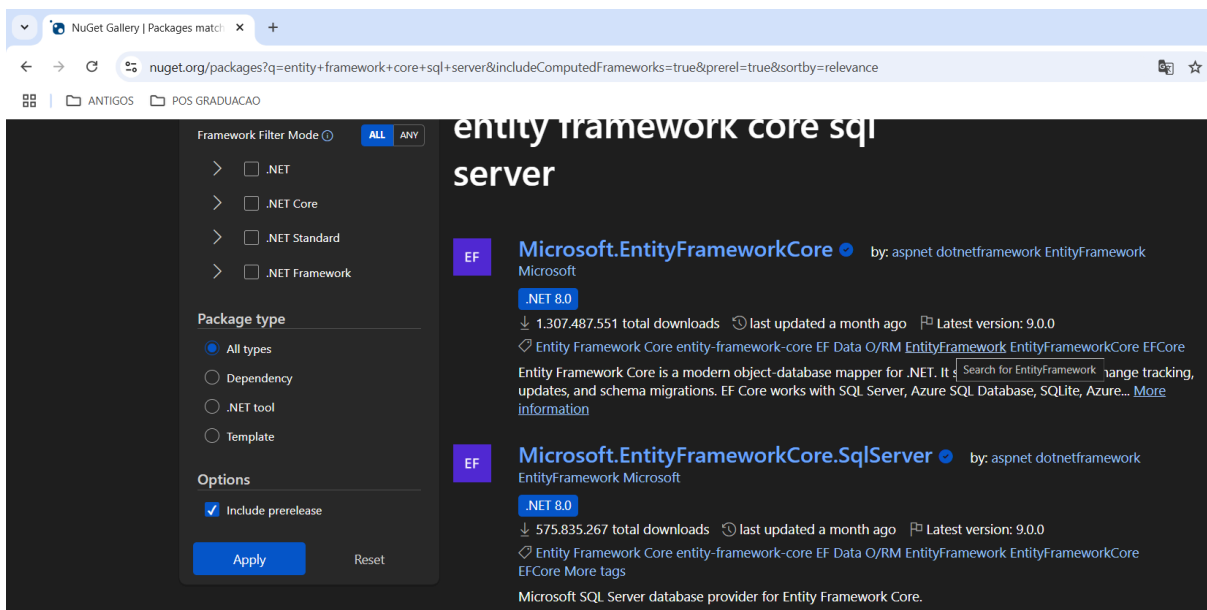 NuGet Gallery | Packages match
nuget.org/packages?q=entity+framework+core+sql+server&includeComputedFrameworks=true&prerel=true&sortby=relevance
ANTIGOS POS GRADUACAO
Framework Filter Mode ALL ANY
.NET
.NET Core
.NET Standard
.NET Framework
Package type
All types
Dependency
.NET tool
Template
Options
Include prerelease
Apply Reset
entity framework core sql
server
EF
Microsoft.EntityFrameworkCore by: aspnet dotnetframework EntityFramework
Microsoft
.NET 8.0
1.307.487.551 total downloads last updated a month ago Latest version: 9.0.0
Entity Framework Core entity-framework-core EF Data O/RM EntityFramework EntityFrameworkCore EFCore
Entity Framework Core is a modern object-database mapper for .NET. It Search for EntityFramework tracking,
updates, and schema migrations. EF Core works with SQL Server, Azure SQL Database, SQLite, Azure... More
information
EF
Microsoft.EntityFrameworkCore.SqlServer by: aspnet dotnetframework
EntityFramework Microsoft
.NET 8.0
575.835.267 total downloads last updated a month ago Latest version: 9.0.0
Entity Framework Core entity-framework-core EF Data O/RM EntityFramework EntityFrameworkCore
EFCore More tags
Microsoft SQL Server database provider for Entity Framework Core.